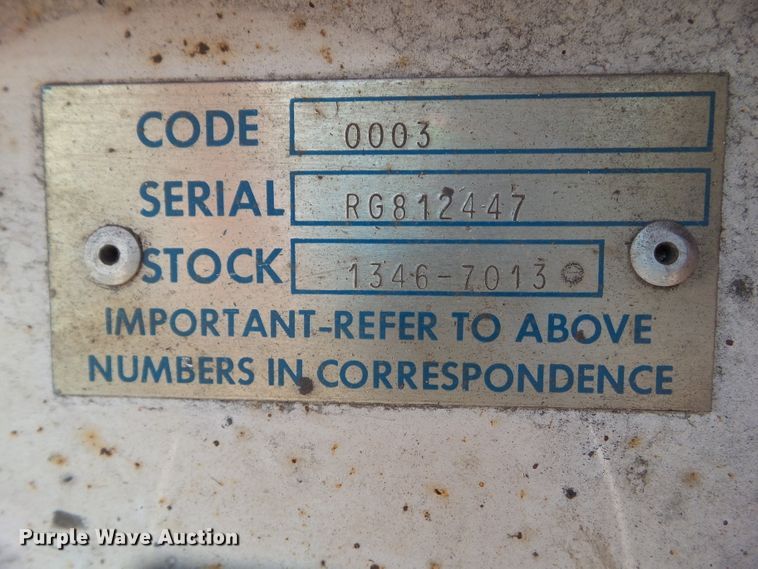 CODE 0003
SERIAL RG812447
STOCK 1346-7013
IMPORTANT-REFER TO ABOVE
NUMBERS IN CORRESPONDENCE
Purple Wave Auction